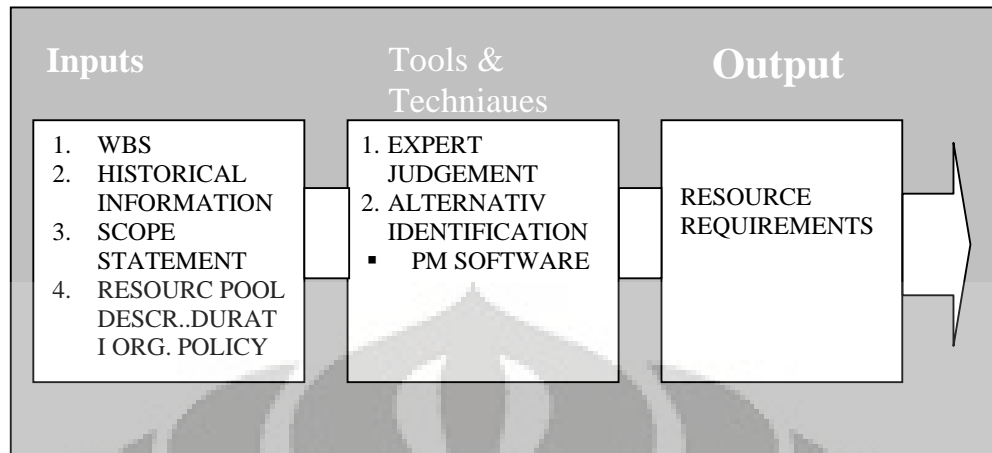 Inputs
1. WBS
2. HISTORICAL
INFORMATION
3. SCOPE
STATEMENT
4. RESOURC POOL
DESCR..DURAT
I ORG. POLICY
Tools &
Techniaues
1. EXPERT
JUDGEMENT
2. ALTERNATIV
IDENTIFICATION
▪ PM SOFTWARE
Output
RESOURCE
REQUIREMENTS